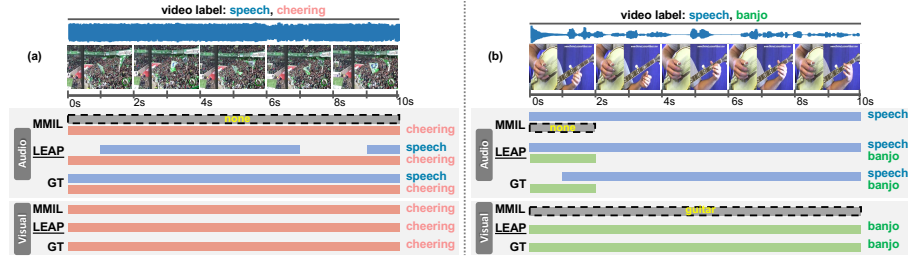 video label: speech, cheering
(a)
0s 2s 4s 6s 8s 10s
Audio
MMIL none
cheering
LEAP speech
cheering
GT speech
cheering
Visual
MMIL cheering
LEAP cheering
GT cheering
video label: speech, banjo
(b)
0s 2s 4s 6s 8s 10s
Audio
MMIL speech
none
LEAP speech
banjo
GT speech
banjo
Visual
MMIL guitar
LEAP banjo
GT banjo